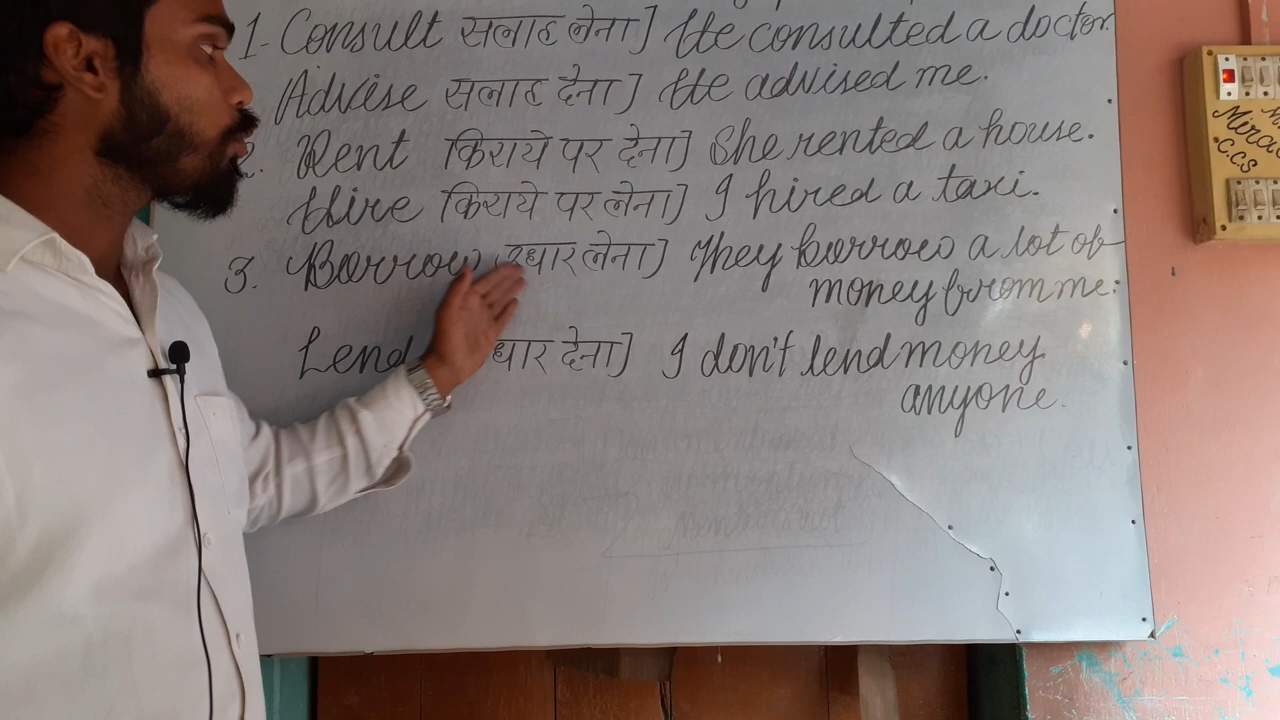 1. Consult सलाह लेना] He consulted a doctor.
Advise सलाह देना] He advised me.
2. Rent किराये पर देना] She rented a house.
Hire किराये पर लेना] I hired a taxi.
3. Borrow उधार लेना] They borrow a lot of
money from me.
Lend धार देना] I don't lend money
anyone.
Miracle
C.C.S